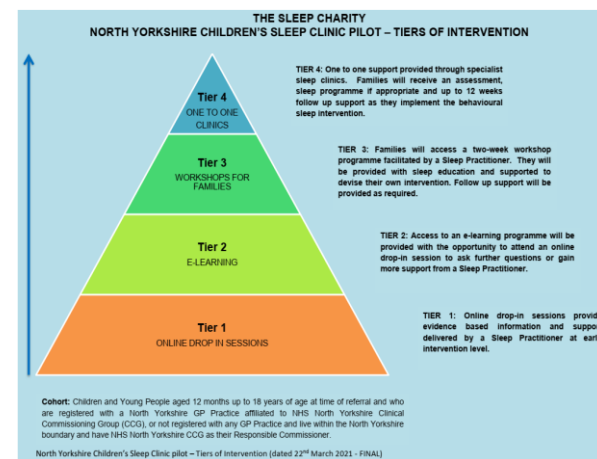 THE SLEEP CHARITY
NORTH YORKSHIRE CHILDREN'S SLEEP CLINIC PILOT – TIERS OF INTERVENTION
Tier 4
ONE TO ONE
CLINICS
TIER 4: One to one support provided through specialist
sleep clinics. Families will receive an assessment,
sleep programme if appropriate and up to 12 weeks
follow up support as they implement the behavioural
sleep intervention.
Tier 3
WORKSHOPS FOR
FAMILIES
TIER 3: Families will access a two-week workshop
programme facilitated by a Sleep Practitioner. They will
be provided with sleep education and supported to
devise their own intervention. Follow up support will be
provided as required.
Tier 2
E-LEARNING
TIER 2: Access to an e-learning programme will be
provided with the opportunity to attend an online
drop-in session to ask further questions or gain
more support from a Sleep Practitioner.
Tier 1
ONLINE DROP IN SESSIONS
TIER 1: Online drop-in sessions provid
evidence based information and suppor
delivered by a Sleep Practitioner at earl
intervention level.
Cohort: Children and Young People aged 12 months up to 18 years of age at time of referral and who
are registered with a North Yorkshire GP Practice affiliated to NHS North Yorkshire Clinical
Commissioning Group (CCG), or not registered with any GP Practice and live within the North Yorkshire
boundary and have NHS North Yorkshire CCG as their Responsible Commissioner.
North Yorkshire Children's Sleep Clinic pilot – Tiers of Intervention (dated 22nd March 2021 - FINAL)